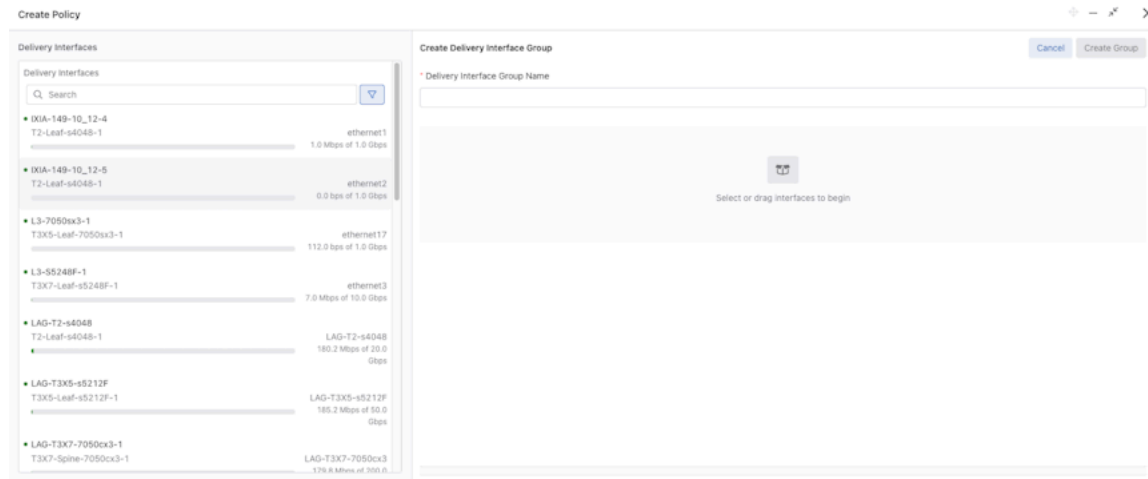 Create Policy
Delivery Interfaces
Delivery Interfaces
Search
IXIA-149-10_12-4
T2-Leaf-s4048-1 ethernet1
1.0 Mbps of 1.0 Gbps
IXIA-149-10_12-5
T2-Leaf-s4048-1 ethernet2
0.0 bps of 1.0 Gbps
L3-7050sx3-1
T3X5-Leaf-7050sx3-1 ethernet17
112.0 bps of 1.0 Gbps
L3-S5248F-1
T3X7-Leaf-s5248F-1 ethernet3
7.0 Mbps of 10.0 Gbps
LAG-T2-s4048
T2-Leaf-s4048-1 LAG-T2-s4048
180.2 Mbps of 20.0
Gbps
LAG-T3X5-s5212F
T3X5-Leaf-s5212F-1 LAG-T3X5-s5212F
185.2 Mbps of 50.0
Gbps
LAG-T3X7-7050cx3-1
T3X7-Spine-7050cx3-1 LAG-T3X7-7050cx3
179.8 Mbps of 200.0
Create Delivery Interface Group
Cancel Create Group
* Delivery Interface Group Name
Select or drag interfaces to begin